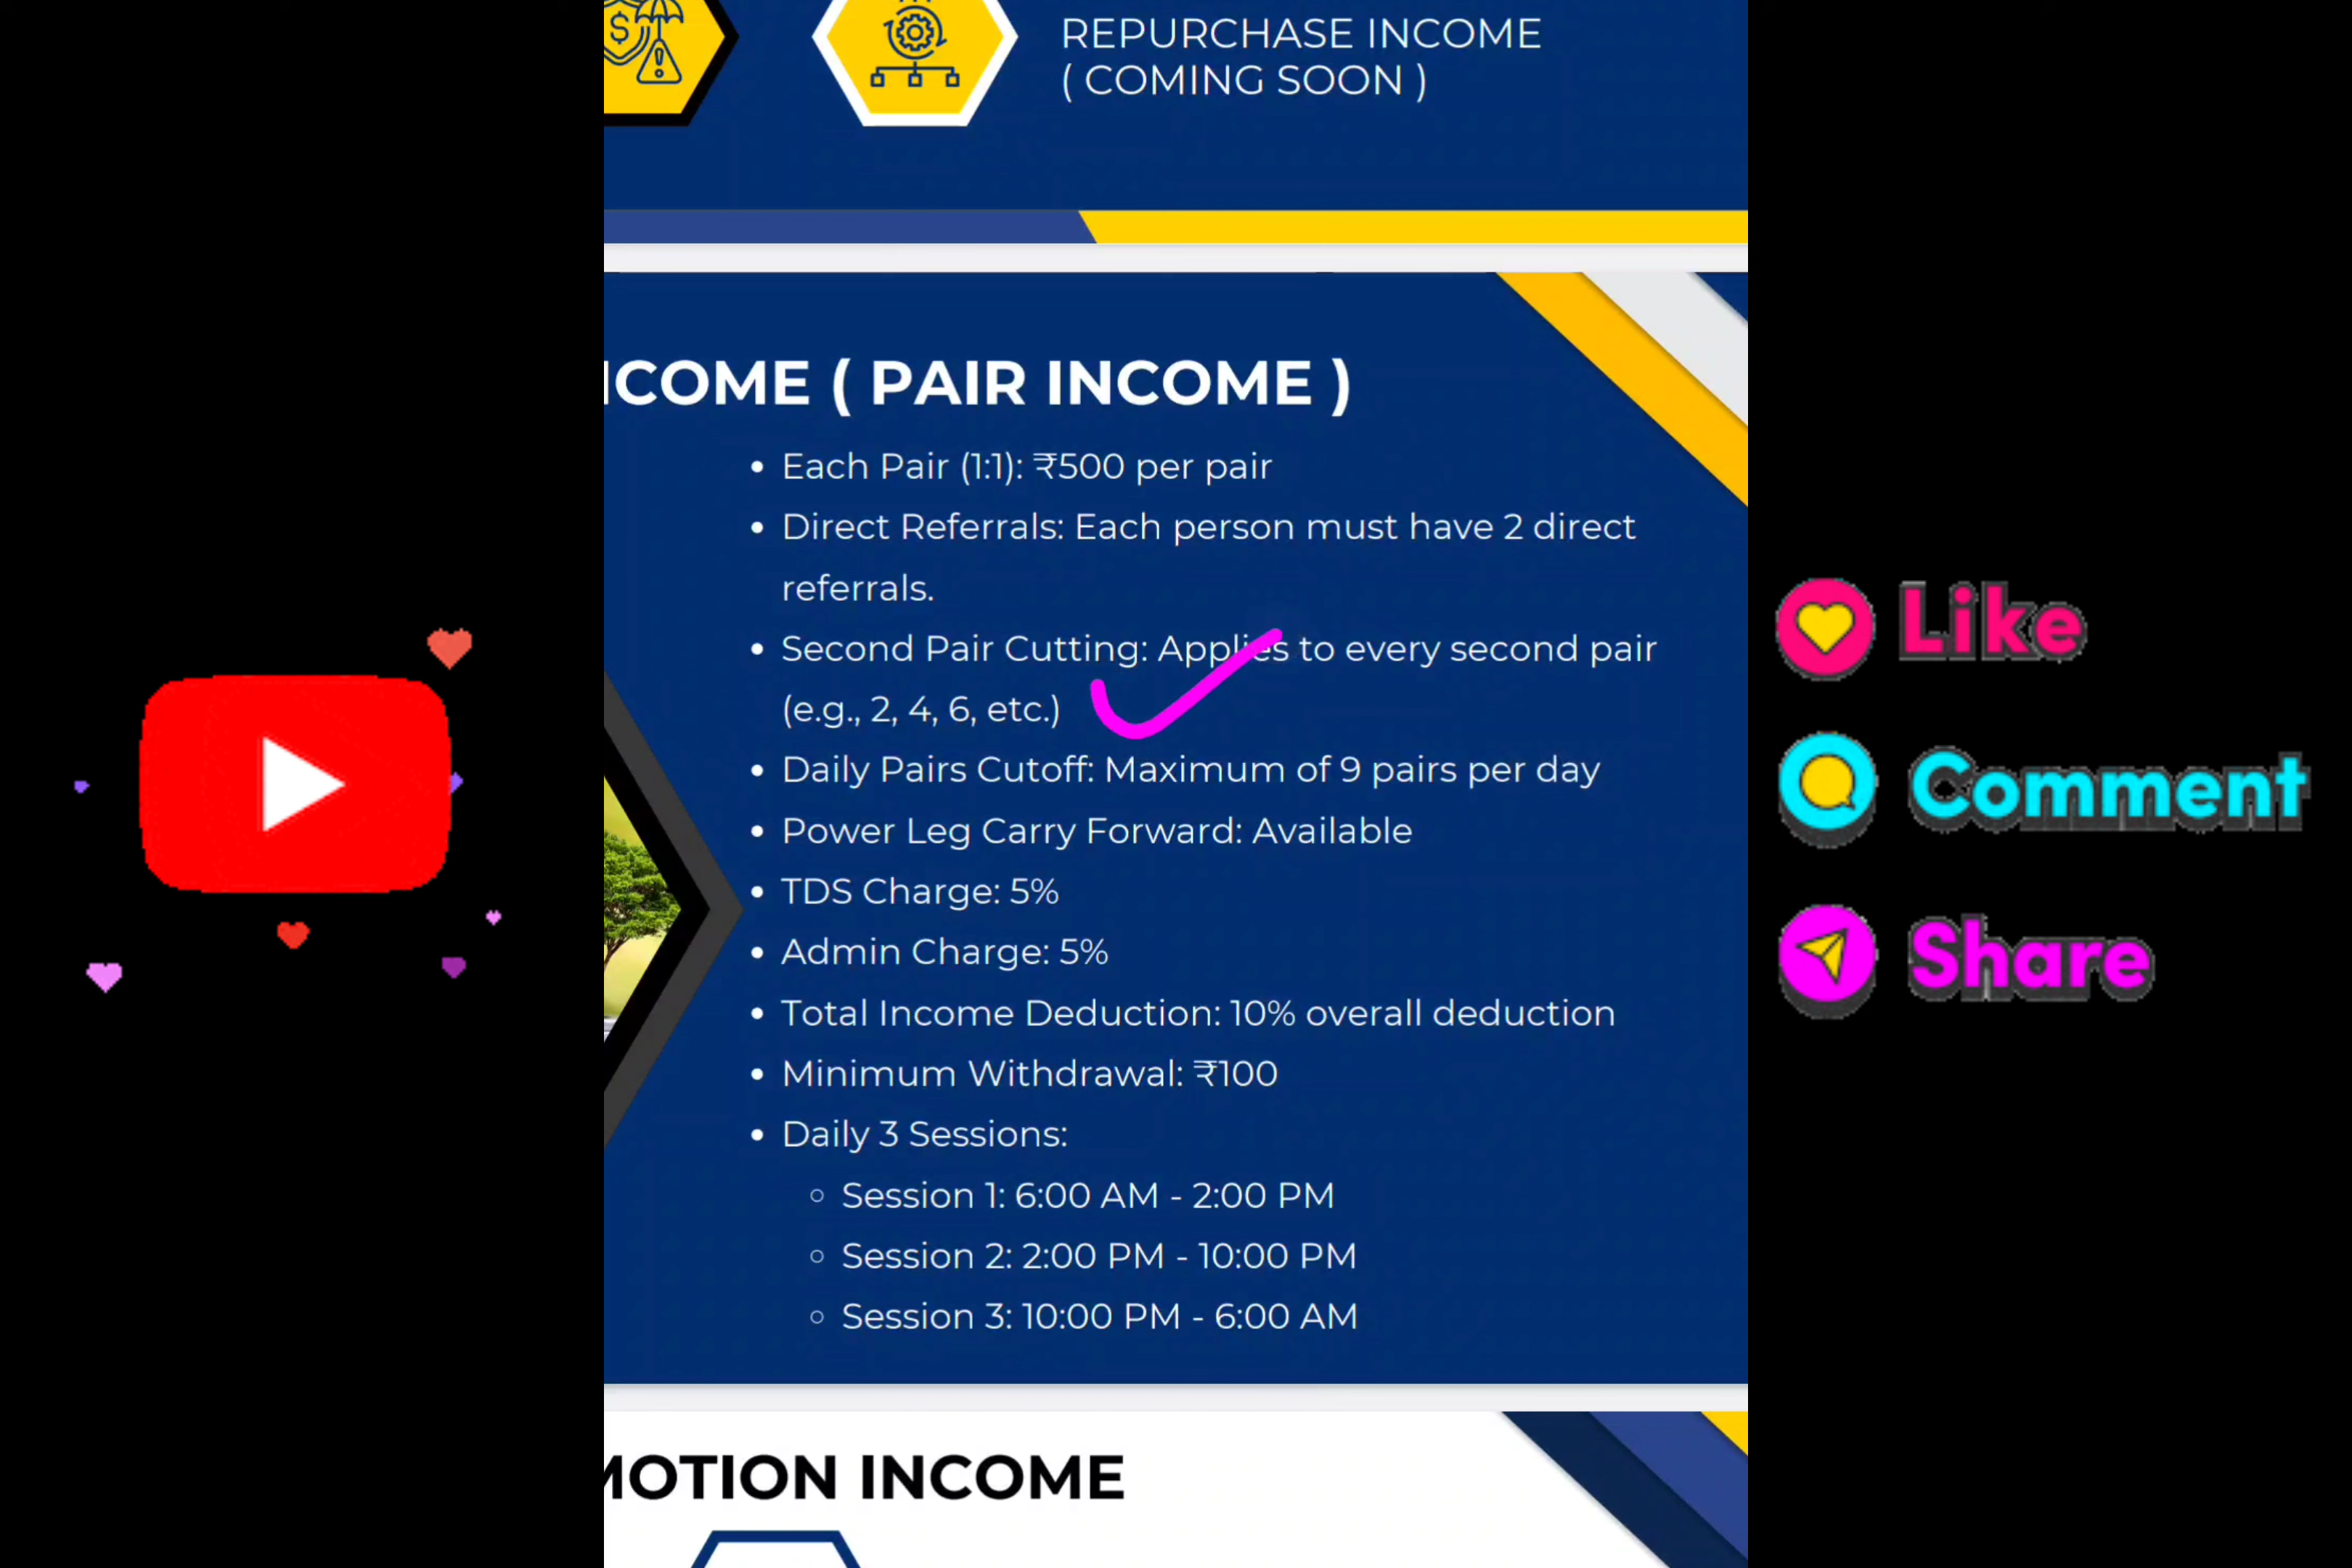 REPURCHASE INCOME
( COMING SOON )
COME ( PAIR INCOME )
• Each Pair (1:1): ₹500 per pair
• Direct Referrals: Each person must have 2 direct
referrals.
• Second Pair Cutting: Applies to every second pair
(e.g., 2, 4, 6, etc.)
• Daily Pairs Cutoff: Maximum of 9 pairs per day
• Power Leg Carry Forward: Available
• TDS Charge: 5%
• Admin Charge: 5%
• Total Income Deduction: 10% overall deduction
• Minimum Withdrawal: ₹100
• Daily 3 Sessions:
○ Session 1: 6:00 AM - 2:00 PM
○ Session 2: 2:00 PM - 10:00 PM
○ Session 3: 10:00 PM - 6:00 AM
MOTION INCOME
Like
Comment
Share